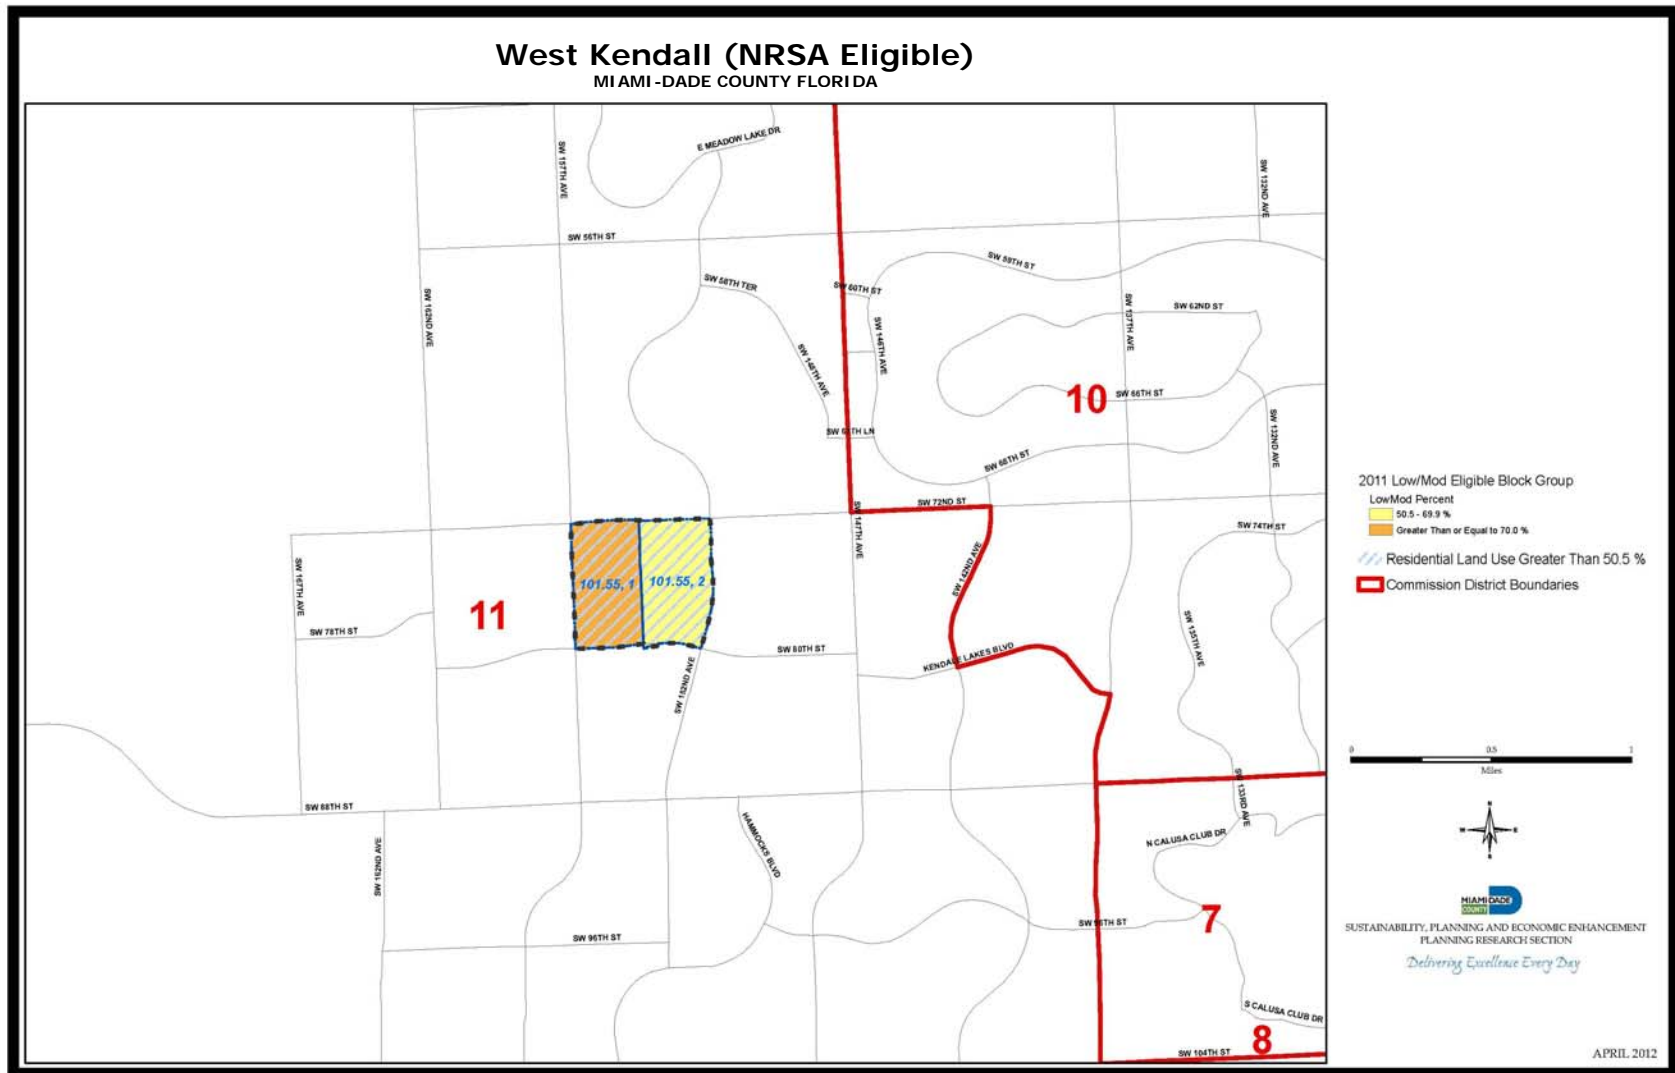 West Kendall (NRSA Eligible)
MIAMI-DADE COUNTY FLORIDA
E MEADOW LAKE DR
SW 157TH AVE
SW 132ND AVE
SW 56TH ST
SW 59TH ST
SW 58TH TER
SW 60TH ST
SW 162ND AVE
SW 137TH AVE
SW 62ND ST
SW 146TH AVE
SW 148TH AVE
10
SW 66TH ST
SW 132ND AVE
SW 68TH ST
SW 72ND ST
SW 147TH AVE
SW 74TH ST
SW 142ND AVE
SW 167TH AVE
101.55, 1
101.55, 2
11
SW 78TH ST
SW 135TH AVE
SW 80TH ST
KENDALE LAKES BLVD
SW 152ND AVE
SW 88TH ST
SW 133RD AVE
HAMMOCKS BLVD
N CALUSA CLUB DR
SW 162ND AVE
SW 96TH ST
SW 96TH ST
7
S CALUSA CLUB DR
8
SW 104TH ST
2011 Low/Mod Eligible Block Group
LowMod Percent
50.5 - 69.9 %
Greater Than or Equal to 70.0 %
Residential Land Use Greater Than 50.5 %
Commission District Boundaries
0 0.5 1
Miles
N
W E
S
MIAMI-DADE
COUNTY
SUSTAINABILITY, PLANNING AND ECONOMIC ENHANCEMENT
PLANNING RESEARCH SECTION
Delivering Excellence Every Day
APRIL 2012